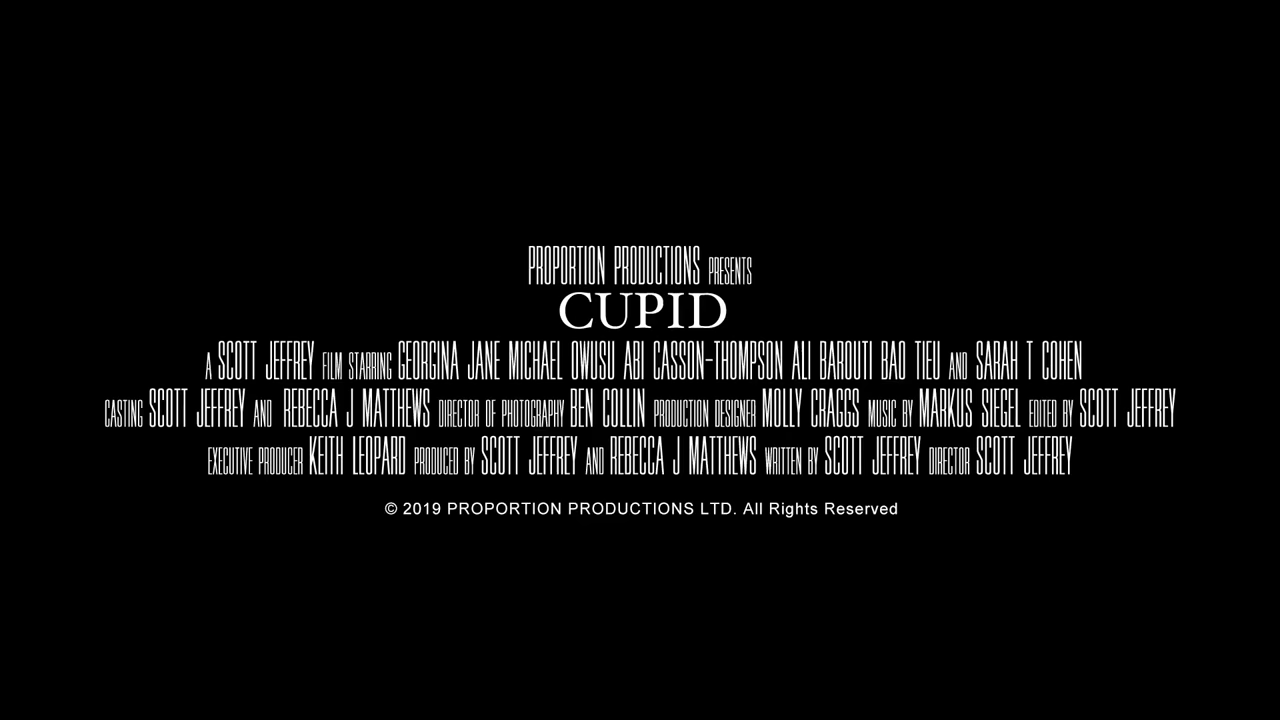 PROPORTION PRODUCTIONS PRESENTS
CUPID
A SCOTT JEFFREY FILM STARRING GEORGINA JANE MICHAEL OWUSU ABI CASSON-THOMPSON ALI BAROUTI BAO TIEU AND SARAH T COHEN
CASTING SCOTT JEFFREY AND REBECCA J MATTHEWS DIRECTOR OF PHOTOGRAPHY BEN COLLIN PRODUCTION DESIGNER MOLLY CRAGGS MUSIC BY MARKUS SIEGEL EDITED BY SCOTT JEFFREY
EXECUTIVE PRODUCER KEITH LEOPARD PRODUCED BY SCOTT JEFFREY AND REBECCA J MATTHEWS WRITTEN BY SCOTT JEFFREY DIRECTOR SCOTT JEFFREY
© 2019 PROPORTION PRODUCTIONS LTD. All Rights Reserved